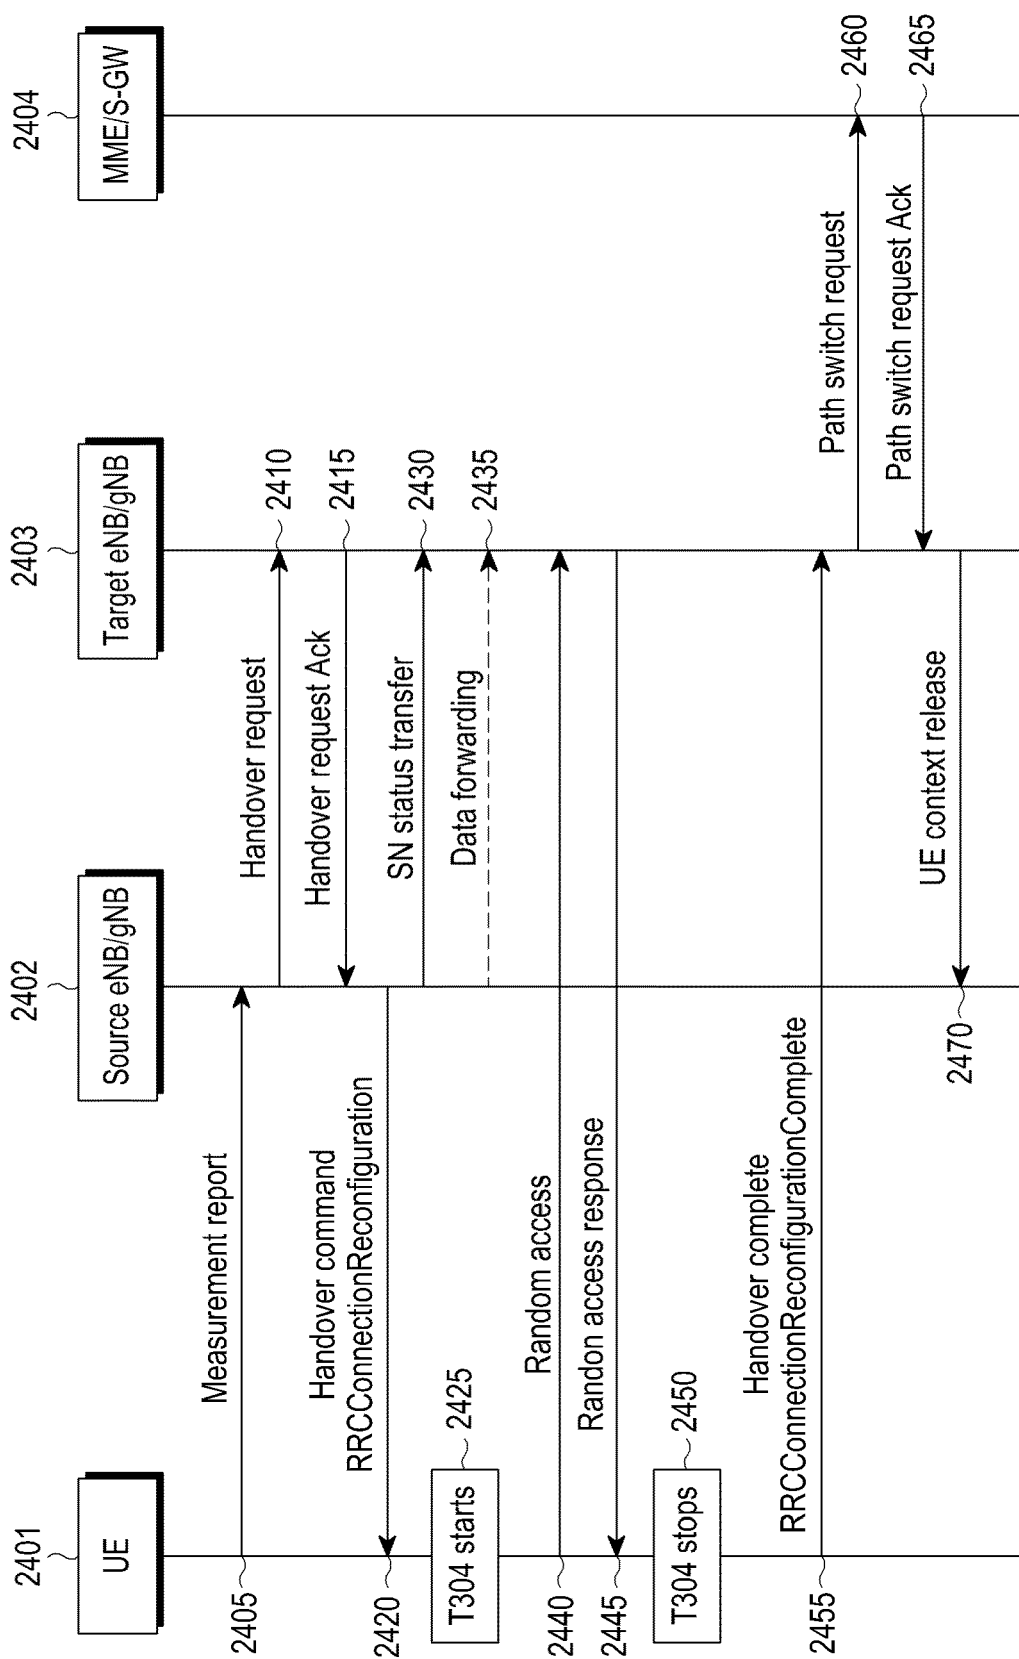 2401
UE
2402
Source eNB/gNB
2403
Target eNB/gNB
2404
MME/S-GW
2405
Measurement report
Handover request
2410
Handover request Ack
2415
2420
Handover command
RRCConnectionReconfiguration
T304 starts
2425
SN status transfer
2430
Data forwarding
2435
2440
Random access
2445
Randon access response
T304 stops
2450
2455
Handover complete
RRCConnectionReconfigurationComplete
Path switch request
2460
Path switch request Ack
2465
UE context release
2470